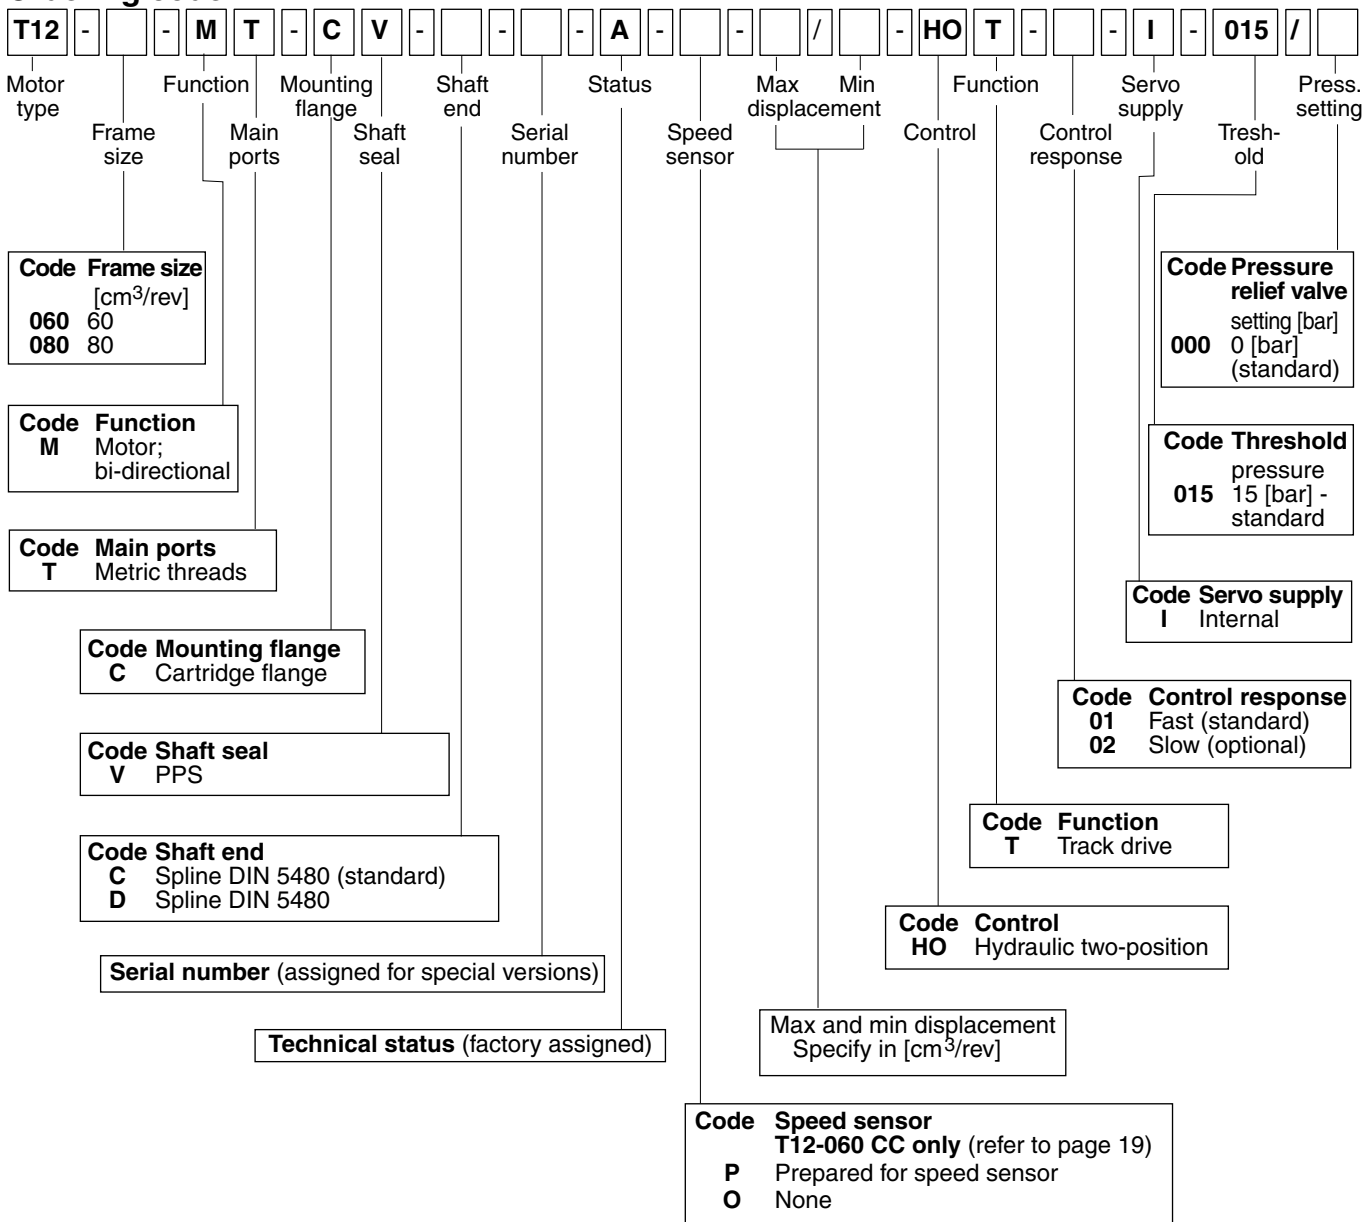 T12 - - M T - C V - - - A - - / - HO T - - I - 015 /
Motor type
Function
Mounting flange
Shaft end
Status
Max Min displacement
Function
Servo supply
Press. setting
Frame size
Main ports
Shaft seal
Serial number
Speed sensor
Control
Control response
Tresh-old
Code Frame size
[cm3/rev]
060 60
080 80
Code Pressure
relief valve
setting [bar]
000 0 [bar]
(standard)
Code Function
M Motor;
bi-directional
Code Threshold
pressure
015 15 [bar] -
standard
Code Main ports
T Metric threads
Code Servo supply
I Internal
Code Mounting flange
C Cartridge flange
Code Control response
01 Fast (standard)
02 Slow (optional)
Code Shaft seal
V PPS
Code Function
T Track drive
Code Shaft end
C Spline DIN 5480 (standard)
D Spline DIN 5480
Code Control
HO Hydraulic two-position
Serial number (assigned for special versions)
Technical status (factory assigned)
Max and min displacement
Specify in [cm3/rev]
Code Speed sensor
T12-060 CC only (refer to page 19)
P Prepared for speed sensor
O None